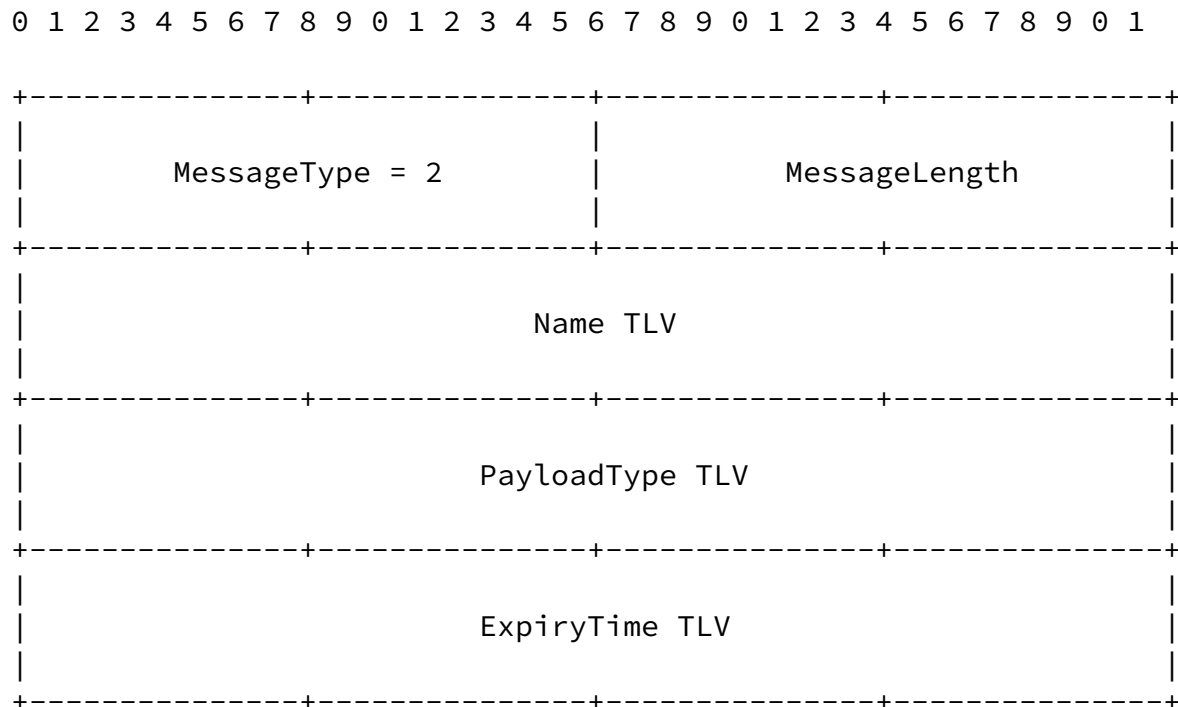 0 1 2 3 4 5 6 7 8 9 0 1 2 3 4 5 6 7 8 9 0 1 2 3 4 5 6 7 8 9 0 1
+---------------+---------------+---------------+---------------+
|                               |                               |
|        MessageType = 2        |          MessageLength        |
|                               |                               |
+---------------+---------------+---------------+---------------+
|                                                               |
|                            Name TLV                           |
|                                                               |
+---------------+---------------+---------------+---------------+
|                                                               |
|                         PayloadType TLV                       |
|                                                               |
+---------------+---------------+---------------+---------------+
|                                                               |
|                         ExpiryTime TLV                        |
|                                                               |
+---------------+---------------+---------------+---------------+